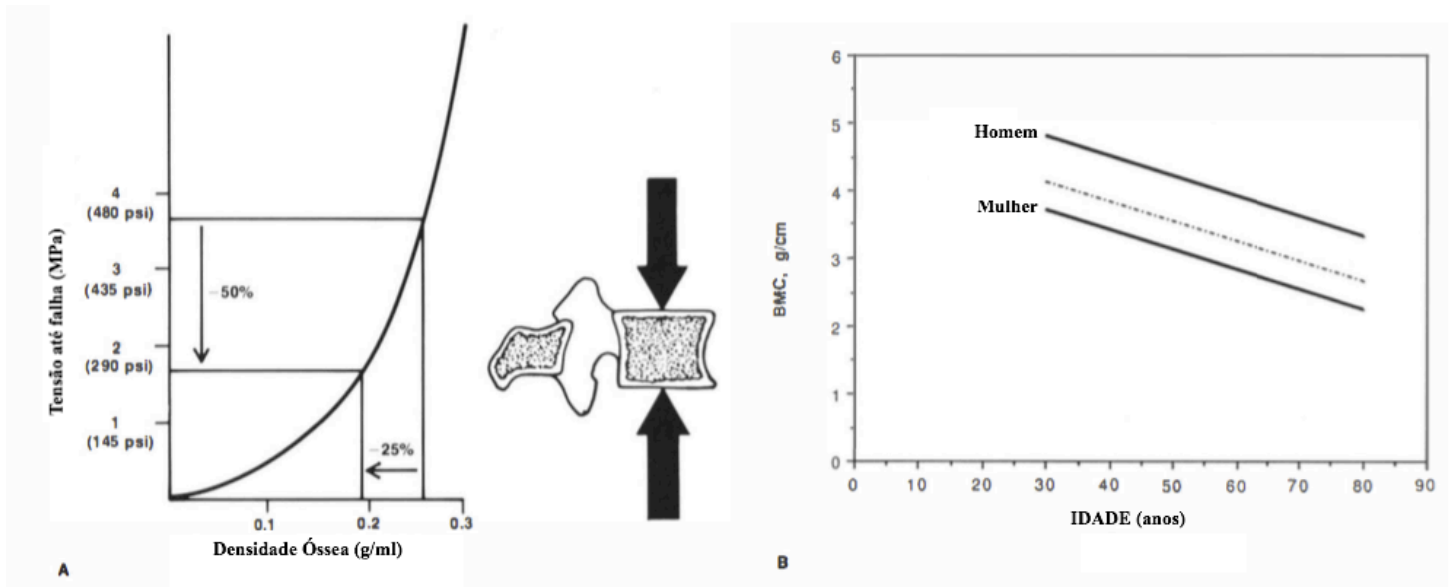 Tensão até falha (MPa)
4
(480 psi)
3
(435 psi)
2
(290 psi)
1
(145 psi)
-50%
-25%
0.1
0.2
0.3
Densidade Óssea (g/ml)
A
BMC, g/cm
6
5
4
3
2
1
0
Homem
Mulher
0
10
20
30
40
50
60
70
80
90
IDADE (anos)
B